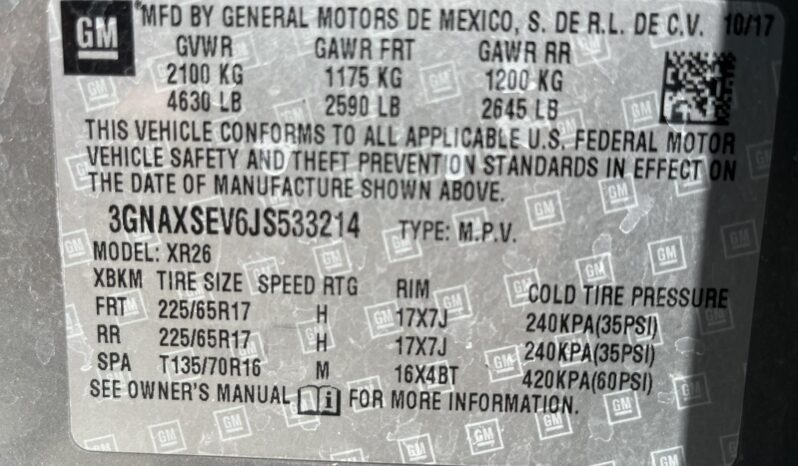 GM ®MFD BY GENERAL MOTORS DE MEXICO, S. DE R.L. DE C.V. 10/17
GVWR GAWR FRT GAWR RR
2100 KG 1175 KG 1200 KG
4630 LB 2590 LB 2645 LB
THIS VEHICLE CONFORMS TO ALL APPLICABLE U.S. FEDERAL MOTOR
VEHICLE SAFETY AND THEFT PREVENTION STANDARDS IN EFFECT ON
THE DATE OF MANUFACTURE SHOWN ABOVE.
3GNAXSEV6JS533214 TYPE: M.P.V.
MODEL: XR26
XBKM TIRE SIZE SPEED RTG RIM COLD TIRE PRESSURE
FRT 225/65R17 H 17X7J 240KPA(35PSI)
RR 225/65R17 H 17X7J 240KPA(35PSI)
SPA T135/70R16 M 16X4BT 420KPA(60PSI)
SEE OWNER'S MANUAL i FOR MORE INFORMATION.